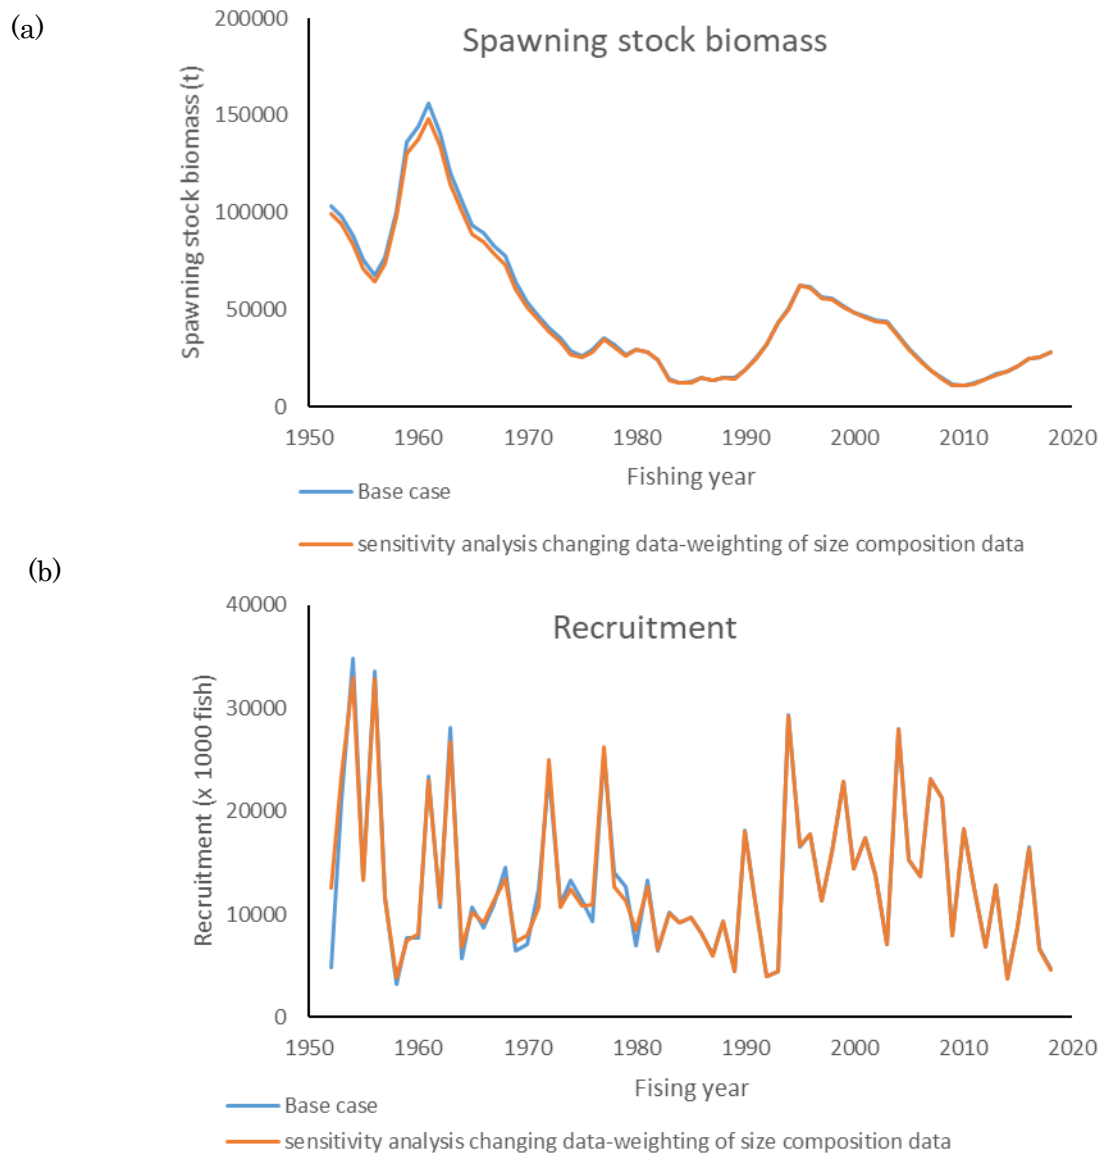 (a)
Spawning stock biomass
Spawning stock biomass (t)
200000
150000
100000
50000
0
1950 1960 1970 1980 1990 2000 2010 2020
Fishing year
Base case
sensitivity analysis changing data-weighting of size composition data
(b)
Recruitment
Recruitment (x 1000 fish)
40000
30000
20000
10000
0
1950 1960 1970 1980 1990 2000 2010 2020
Fising year
Base case
sensitivity analysis changing data-weighting of size composition data